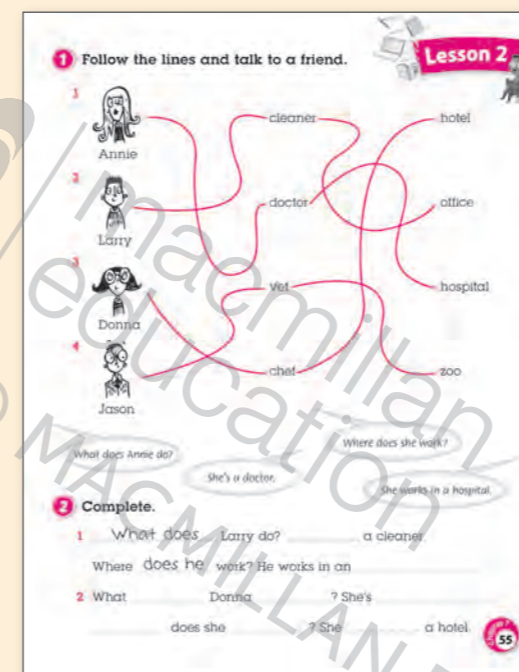 Lesson 2
1 Follow the lines and talk to a friend.
1 cleaner hotel
Annie
2 doctor office
Larry
3 vet hospital
Donna
4 chef zoo
Jason
What does Annie do?
She's a doctor.
Where does she work?
She works in a hospital.
2 Complete.
1 What does Larry do? a cleaner.
Where does he work? He works in an
2 What Donna ? She's
does she ? She a hotel.
55
macmillan
education
© MACMILLAN